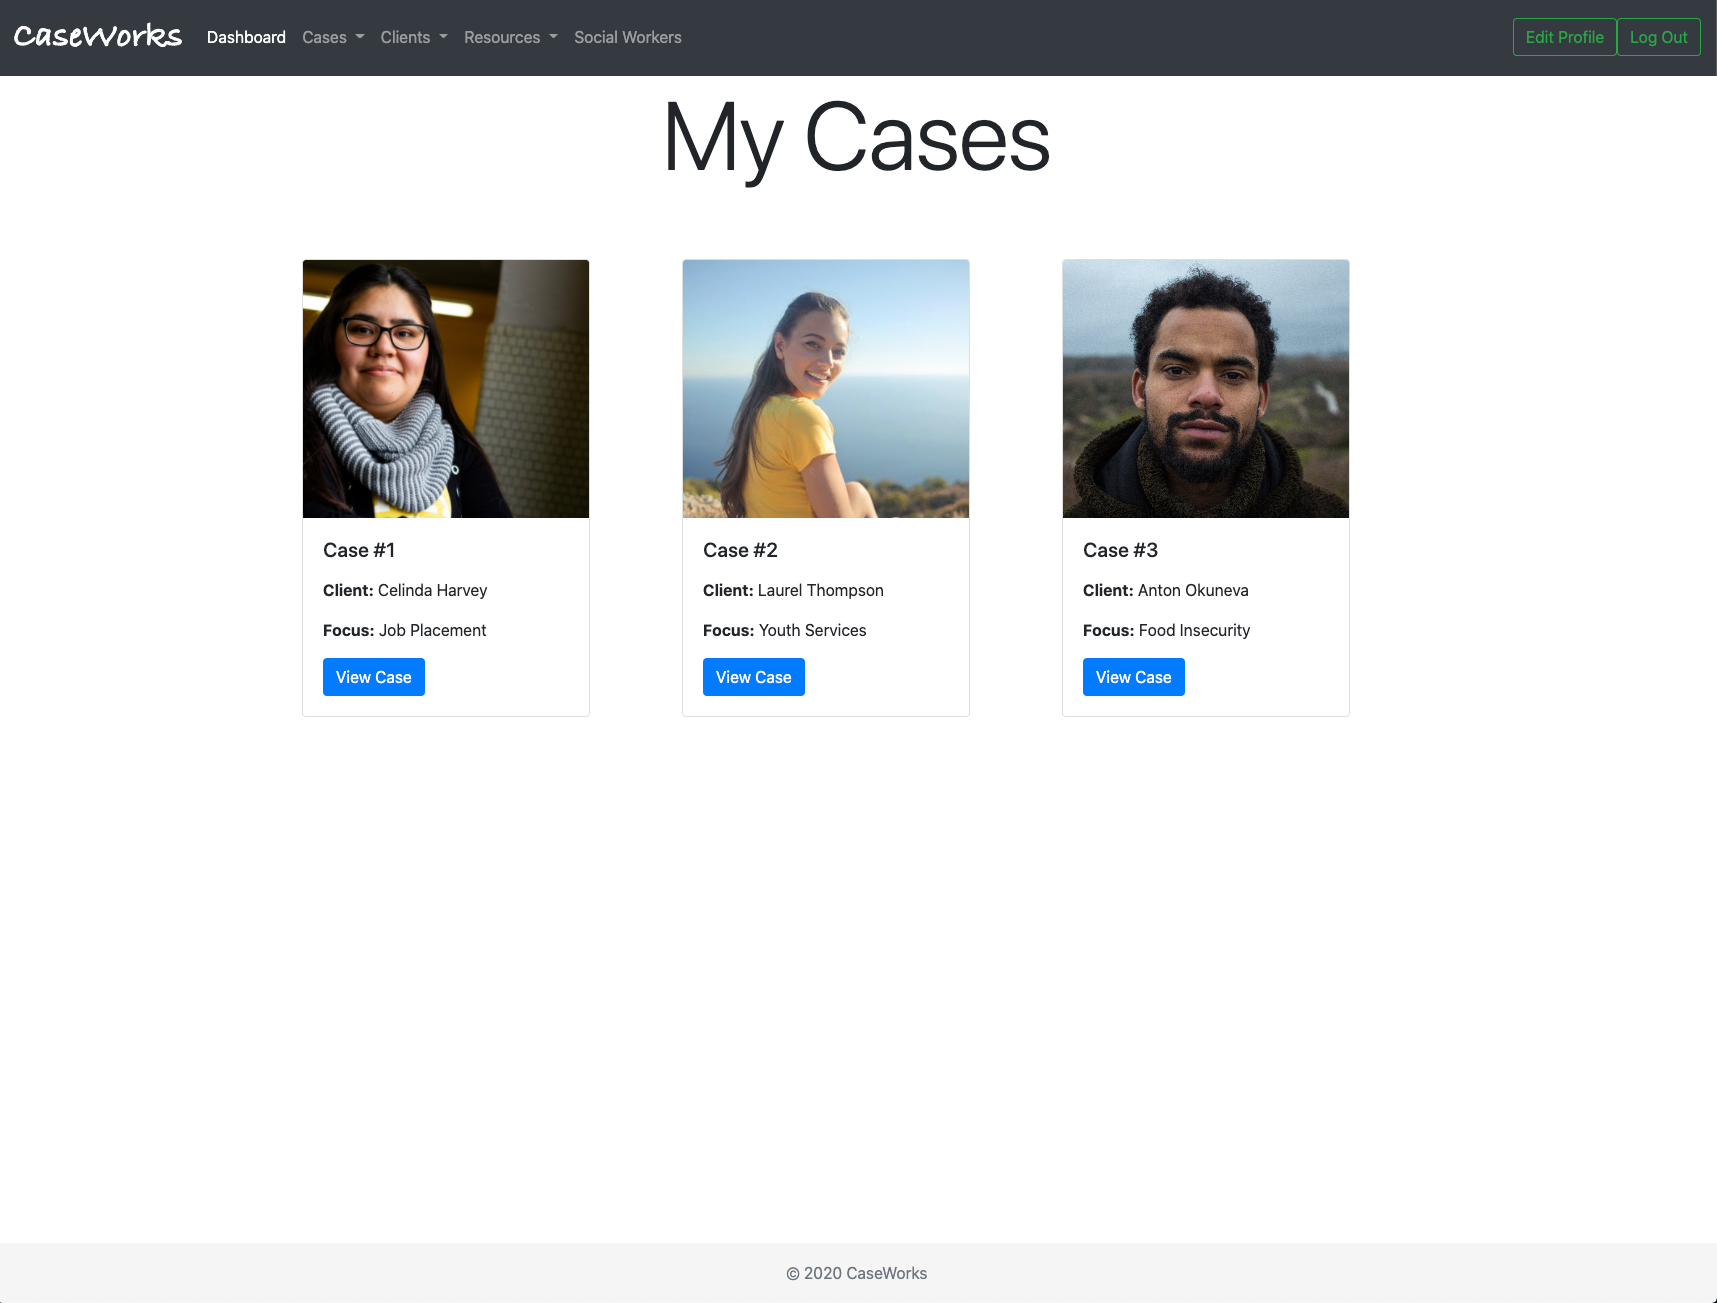 CaseWorks Dashboard Cases Clients Resources Social Workers Edit Profile Log Out
My Cases
Case #1
Client: Celinda Harvey
Focus: Job Placement
View Case
Case #2
Client: Laurel Thompson
Focus: Youth Services
View Case
Case #3
Client: Anton Okuneva
Focus: Food Insecurity
View Case
© 2020 CaseWorks